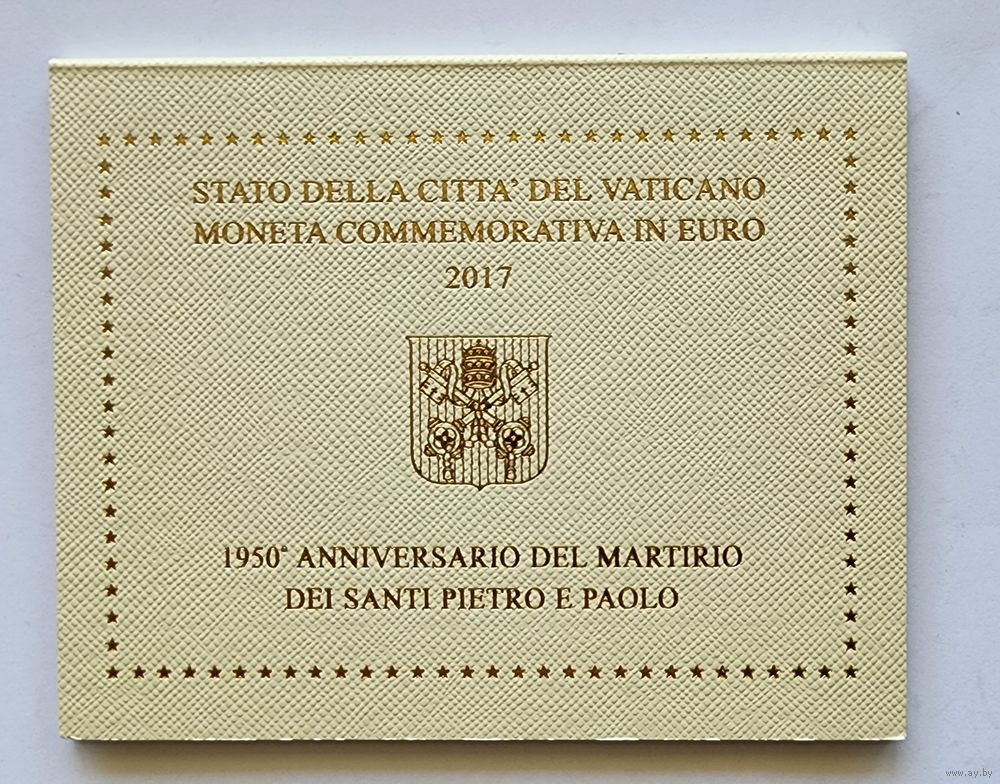 STATO DELLA CITTA' DEL VATICANO
MONETA COMMEMORATIVA IN EURO
2017
1950° ANNIVERSARIO DEL MARTIRIO
DEI SANTI PIETRO E PAOLO
www.ay.by